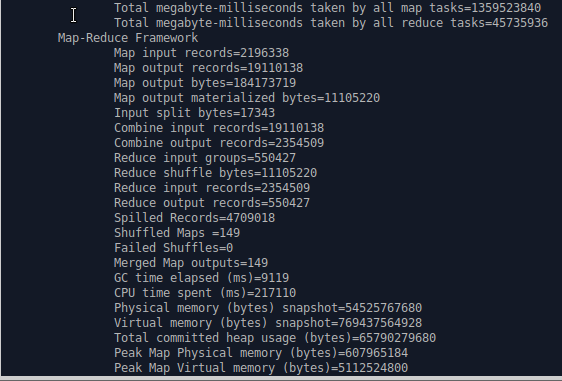 Total megabyte-milliseconds taken by all map tasks=1359523840
Total megabyte-milliseconds taken by all reduce tasks=45735936
Map-Reduce Framework
Map input records=2196338
Map output records=19110138
Map output bytes=184173719
Map output materialized bytes=11105220
Input split bytes=17343
Combine input records=19110138
Combine output records=2354509
Reduce input groups=550427
Reduce shuffle bytes=11105220
Reduce input records=2354509
Reduce output records=550427
Spilled Records=4709018
Shuffled Maps =149
Failed Shuffles=0
Merged Map outputs=149
GC time elapsed (ms)=9119
CPU time spent (ms)=217110
Physical memory (bytes) snapshot=54525767680
Virtual memory (bytes) snapshot=769437564928
Total committed heap usage (bytes)=65790279680
Peak Map Physical memory (bytes)=607965184
Peak Map Virtual memory (bytes)=5112524800